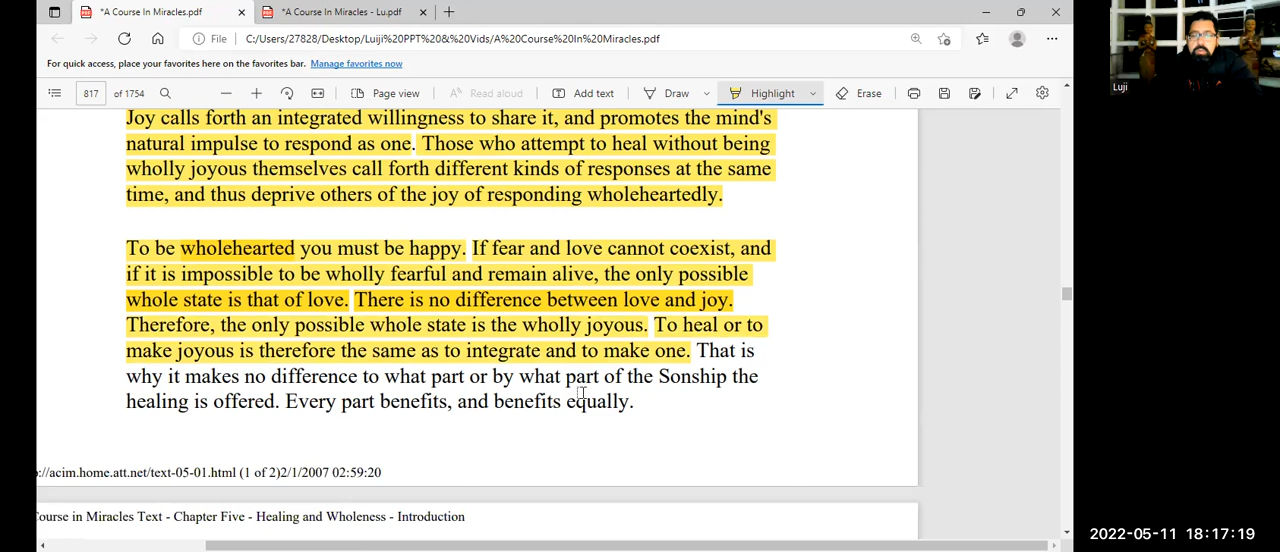 *A Course In Miracles.pdf
*A Course In Miracles - Lu.pdf
File
C:/Users/27828/Desktop/Luiji%20PPT%20&%20Vids/A%20Course%20In%20Miracles.pdf
For quick access, place your favorites here on the favorites bar. Manage favorites now
817 of 1754
Page view
Read aloud
Add text
Draw
Highlight
Erase
Joy calls forth an integrated willingness to share it, and promotes the mind's
natural impulse to respond as one. Those who attempt to heal without being
wholly joyous themselves call forth different kinds of responses at the same
time, and thus deprive others of the joy of responding wholeheartedly.
To be wholehearted you must be happy. If fear and love cannot coexist, and
if it is impossible to be wholly fearful and remain alive, the only possible
whole state is that of love. There is no difference between love and joy.
Therefore, the only possible whole state is the wholly joyous. To heal or to
make joyous is therefore the same as to integrate and to make one. That is
why it makes no difference to what part or by what part of the Sonship the
healing is offered. Every part benefits, and benefits equally.
://acim.home.att.net/text-05-01.html (1 of 2)2/1/2007 02:59:20
Course in Miracles Text - Chapter Five - Healing and Wholeness - Introduction
Luji
2022-05-11 18:17:19